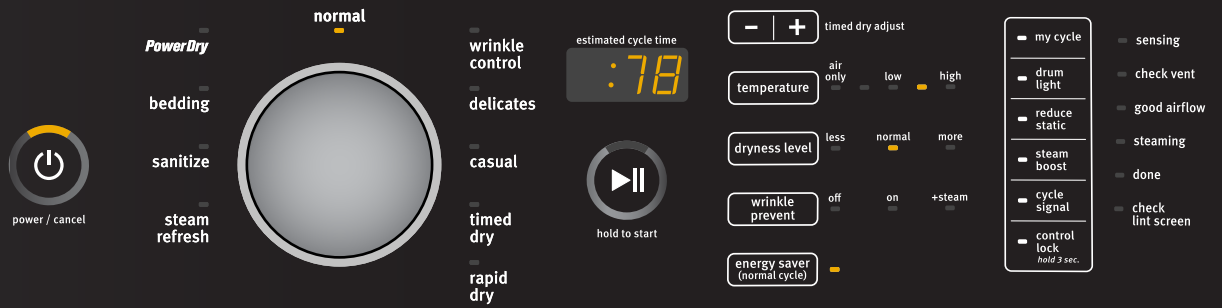 normal
PowerDry
bedding
sanitize
steam
refresh
power / cancel
wrinkle
control
delicates
casual
timed
dry
rapid
dry
estimated cycle time
:78
hold to start
− | +
timed dry adjust
temperature
air
only
low
high
dryness level
less
normal
more
wrinkle
prevent
off
on
+steam
energy saver
(normal cycle)
my cycle
drum
light
reduce
static
steam
boost
cycle
signal
control
lock
hold 3 sec.
sensing
check vent
good airflow
steaming
done
check
lint screen